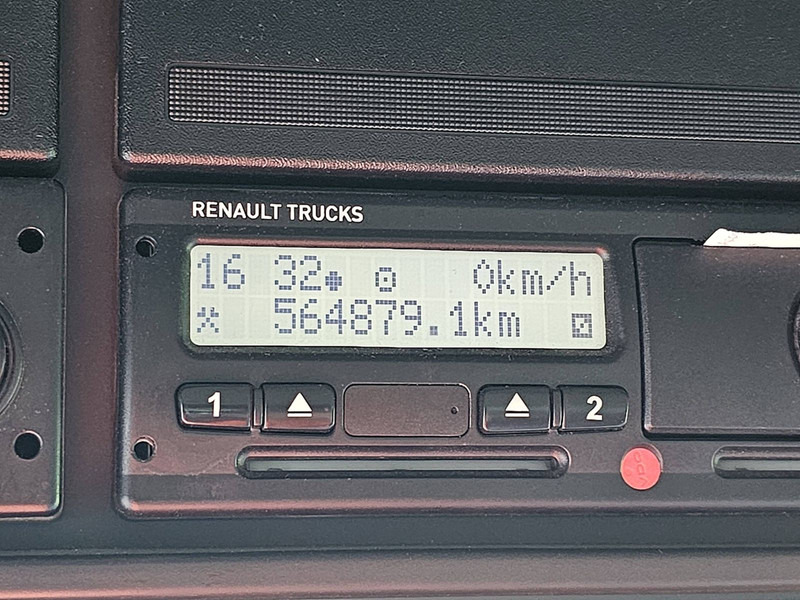 RENAULT TRUCKS
16 32 0km/h
564879.1km
1 2